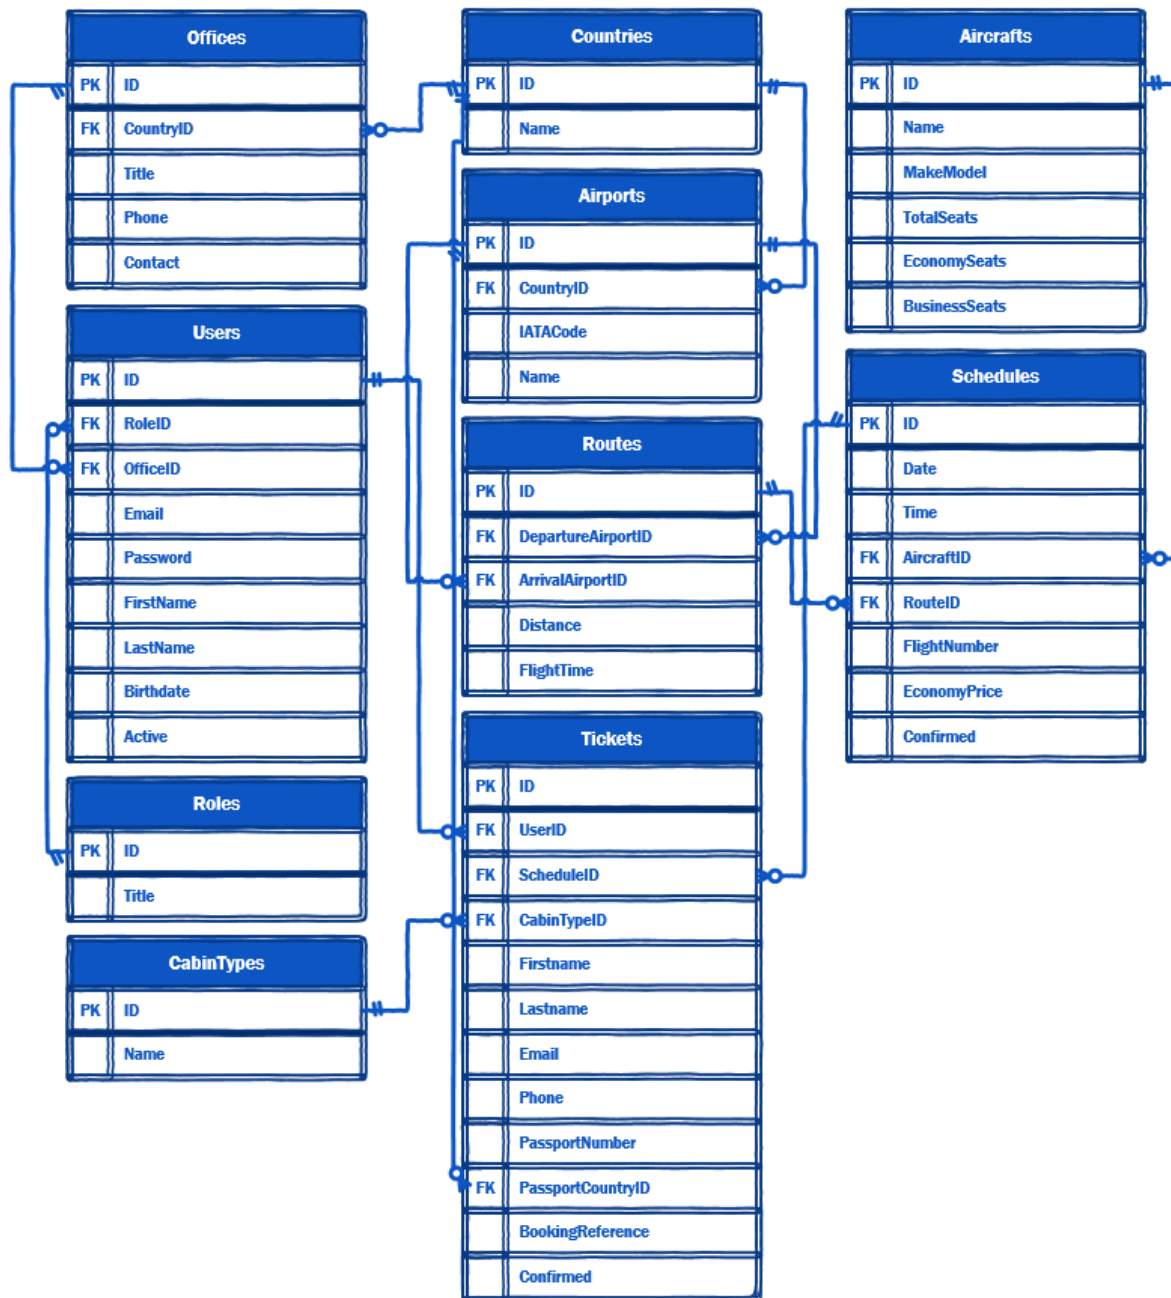 Offices
PK ID
FK CountryID
Title
Phone
Contact
Users
PK ID
FK RoleID
FK OfficeID
Email
Password
FirstName
LastName
Birthdate
Active
Roles
PK ID
Title
CabinTypes
PK ID
Name
Countries
PK ID
Name
Airports
PK ID
FK CountryID
IATACode
Name
Routes
PK ID
FK DepartureAirportID
FK ArrivalAirportID
Distance
FlightTime
Tickets
PK ID
FK UserID
FK ScheduleID
FK CabinTypeID
Firstname
Lastname
Email
Phone
PassportNumber
FK PassportCountryID
BookingReference
Confirmed
Aircrafts
PK ID
Name
MakeModel
TotalSeats
EconomySeats
BusinessSeats
Schedules
PK ID
Date
Time
FK AircraftID
FK RouteID
FlightNumber
EconomyPrice
Confirmed